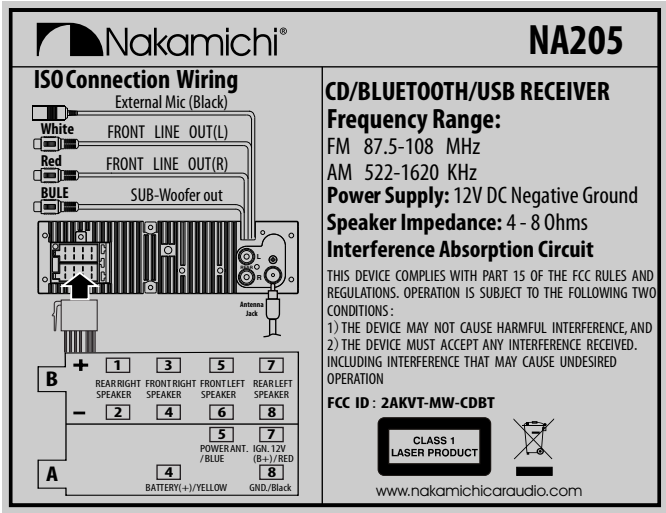 Nakamichi®
NA205
ISO Connection Wiring
External Mic (Black)
White
FRONT LINE OUT(L)
Red
FRONT LINE OUT(R)
BULE
SUB-Woofer out
L
R
Antenna
Jack
B
+ 1 3 5 7
REAR RIGHT SPEAKER FRONT RIGHT SPEAKER FRONT LEFT SPEAKER REAR LEFT SPEAKER
– 2 4 6 8
A
5 7
POWER ANT. /BLUE IGN. 12V (B+)/RED
4 8
BATTERY(+)/YELLOW GND./Black
CD/BLUETOOTH/USB RECEIVER
Frequency Range:
FM 87.5-108 MHz
AM 522-1620 KHz
Power Supply: 12V DC Negative Ground
Speaker Impedance: 4 - 8 Ohms
Interference Absorption Circuit
THIS DEVICE COMPLIES WITH PART 15 OF THE FCC RULES AND
REGULATIONS. OPERATION IS SUBJECT TO THE FOLLOWING TWO
CONDITIONS :
1) THE DEVICE MAY NOT CAUSE HARMFUL INTERFERENCE, AND
2) THE DEVICE MUST ACCEPT ANY INTERFERENCE RECEIVED.
INCLUDING INTERFERENCE THAT MAY CAUSE UNDESIRED
OPERATION
FCC ID : 2AKVT-MW-CDBT
CLASS 1
LASER PRODUCT
www.nakamichicaraudio.com